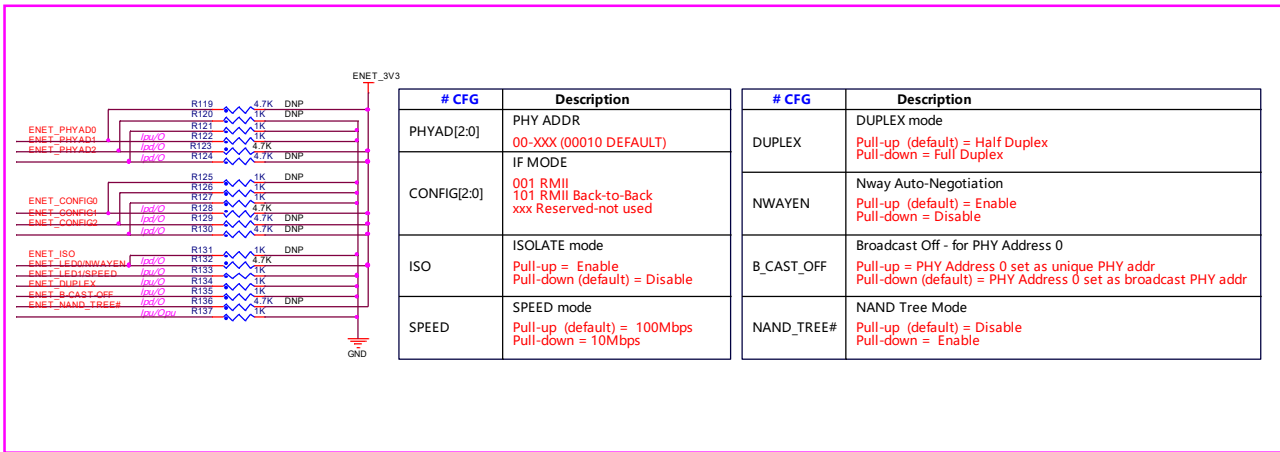 ENET_3V3
R119 4.7K DNP
R120 1K DNP
R121 1K
ENET_PHYAD0
R122 1K
ENET_PHYAD1 Ipu/O
R123 4.7K
ENET_PHYAD2 Ipd/O
R124 4.7K DNP
Ipd/O
R125 1K DNP
R126 1K
R127 1K
ENET_CONFIG0
R128 4.7K
ENET_CONFIG1 Ipd/O
R129 4.7K DNP
ENET_CONFIG2 Ipd/O
R130 4.7K DNP
Ipd/O
R131 1K DNP
ENET_ISO
R132 4.7K
ENET_LED0/NWAYEN Ipd/O
R133 1K
ENET_LED1/SPEED Ipu/O
R134 1K
ENET_DUPLEX Ipu/O
R135 1K
ENET_B-CAST-OFF Ipu/O
R136 4.7K DNP
ENET_NAND_TREE# Ipd/O
R137 1K
Ipu/Opu
GND
# CFG Description
PHYAD[2:0]
PHY ADDR
00-XXX (00010 DEFAULT)
CONFIG[2:0]
IF MODE
001 RMII
101 RMII Back-to-Back
xxx Reserved-not used
ISO
ISOLATE mode
Pull-up = Enable
Pull-down (default) = Disable
SPEED
SPEED mode
Pull-up (default) = 100Mbps
Pull-down = 10Mbps
# CFG Description
DUPLEX
DUPLEX mode
Pull-up (default) = Half Duplex
Pull-down = Full Duplex
NWAYEN
Nway Auto-Negotiation
Pull-up (default) = Enable
Pull-down = Disable
B_CAST_OFF
Broadcast Off - for PHY Address 0
Pull-up = PHY Address 0 set as unique PHY addr
Pull-down (default) = PHY Address 0 set as broadcast PHY addr
NAND_TREE#
NAND Tree Mode
Pull-up (default) = Disable
Pull-down = Enable